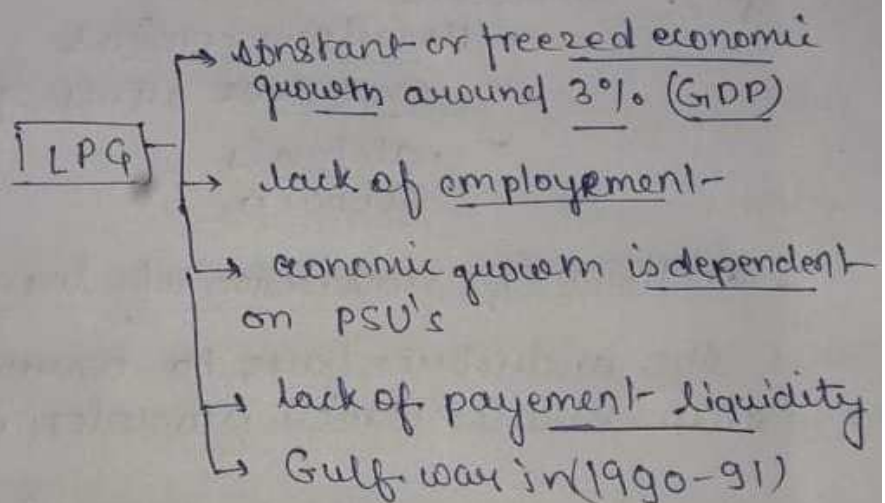 constant or freezed economic
growth around 3% (GDP)
LPG
lack of employement
economic growth is dependent
on PSU's
lack of payement liquidity
Gulf war in (1990-91)